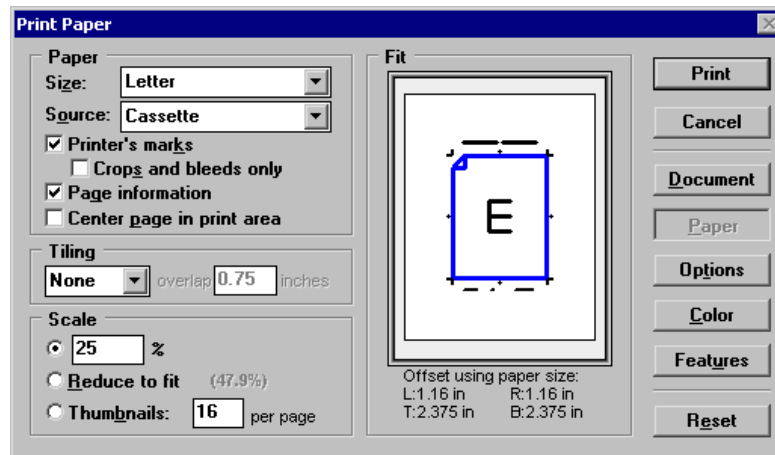 Print Paper
Paper
Size: Letter
Source: Cassette
Printer's marks
Crops and bleeds only
Page information
Center page in print area
Tiling
None overlap 0.75 inches
Scale
25 %
Reduce to fit (47.9%)
Thumbnails: 16 per page
Fit
E
Offset using paper size:
L:1.16 in R:1.16 in
T:2.375 in B:2.375 in
Print
Cancel
Document
Paper
Options
Color
Features
Reset